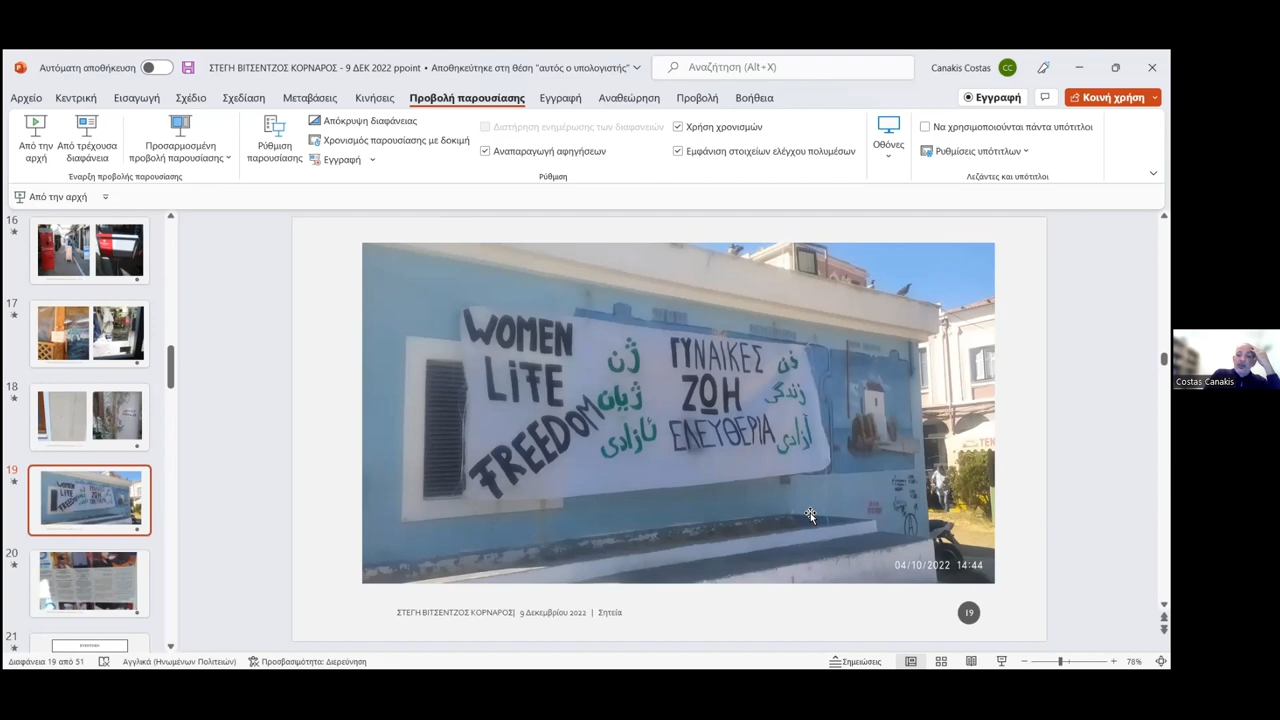 Αυτόματη αποθήκευση
ΣΤΕΓΗ ΒΙΤΣΕΝΤΖΟΣ ΚΟΡΝΑΡΟΣ - 9 ΔΕΚ 2022 ppoint • Αποθηκεύτηκε στη θέση "αυτός ο υπολογιστής"
Αναζήτηση (Alt+X)
Canakis Costas
CC
Αρχείο Κεντρική Εισαγωγή Σχέδιο Σχεδίαση Μεταβάσεις Κινήσεις Προβολή παρουσίασης Εγγραφή Αναθεώρηση Προβολή Βοήθεια
Εγγραφή
Κοινή χρήση
Από την αρχή
Από τρέχουσα διαφάνεια
Προσαρμοσμένη προβολή παρουσίασης
Έναρξη προβολής παρουσίασης
Ρύθμιση παρουσίασης
Απόκρυψη διαφάνειας
Χρονισμός παρουσίασης με δοκιμή
Εγγραφή
Διατήρηση ενημέρωσης των διαφανειών
Αναπαραγωγή αφηγήσεων
Χρήση χρονισμών
Εμφάνιση στοιχείων ελέγχου πολυμέσων
Ρύθμιση
Οθόνες
Να χρησιμοποιούνται πάντα υπότιτλοι
Ρυθμίσεις υποτίτλων
Λεζάντες και υπότιτλοι
Από την αρχή
16
17
18
19
20
21
WOMEN
LIFE
FREEDOM
ژن
ژیان
ئازادی
ΓΥΝΑΙΚΕΣ
ΖΩΗ
ΕΛΕΥΘΕΡΙΑ
زن
زندگی
آزادی
04/10/2022 14:44
ΣΤΕΓΗ ΒΙΤΣΕΝΤΖΟΣ ΚΟΡΝΑΡΟΣ| 9 Δεκεμβρίου 2022 | Σητεία
19
Costas Canakis
Διαφάνεια 19 από 51
Αγγλικά (Ηνωμένων Πολιτειών)
Προσβασιμότητα: Διερεύνηση
Σημειώσεις
78%